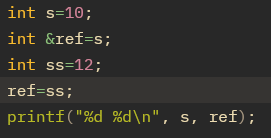 int s=10;
int &ref=s;
int ss=12;
ref=ss;
printf("%d %d\n", s, ref);